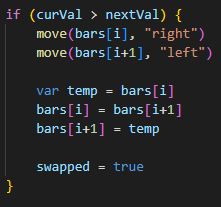 if (curVal > nextVal) {
    move(bars[i], "right")
    move(bars[i+1], "left")

    var temp = bars[i]
    bars[i] = bars[i+1]
    bars[i+1] = temp

    swapped = true
}